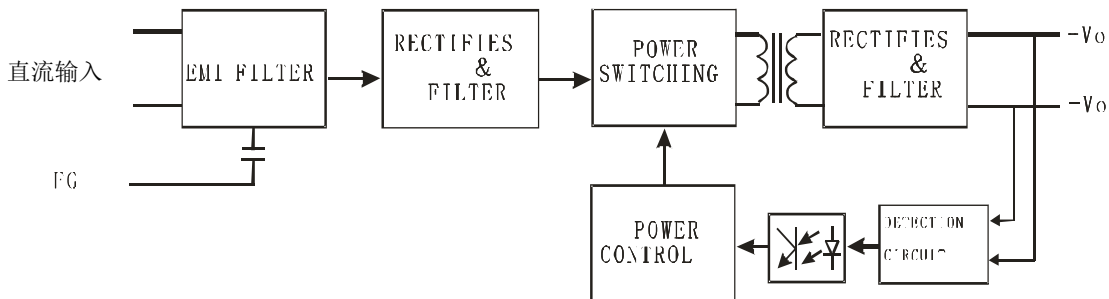 直流输入
EMI FILTER
RECTIFIES
&
FILTER
POWER
SWITCHING
RECTIFIES
&
FILTER
-Vo
-Vo
FG
POWER
CONTROL
DETECTION
CIRCUIT